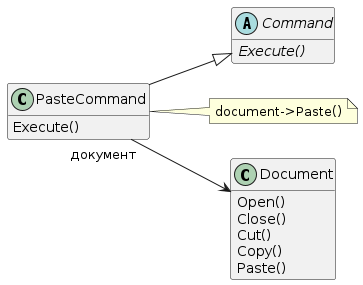 A Command
Execute()
C PasteCommand
Execute()
document->Paste()
документ
C Document
Open()
Close()
Cut()
Copy()
Paste()